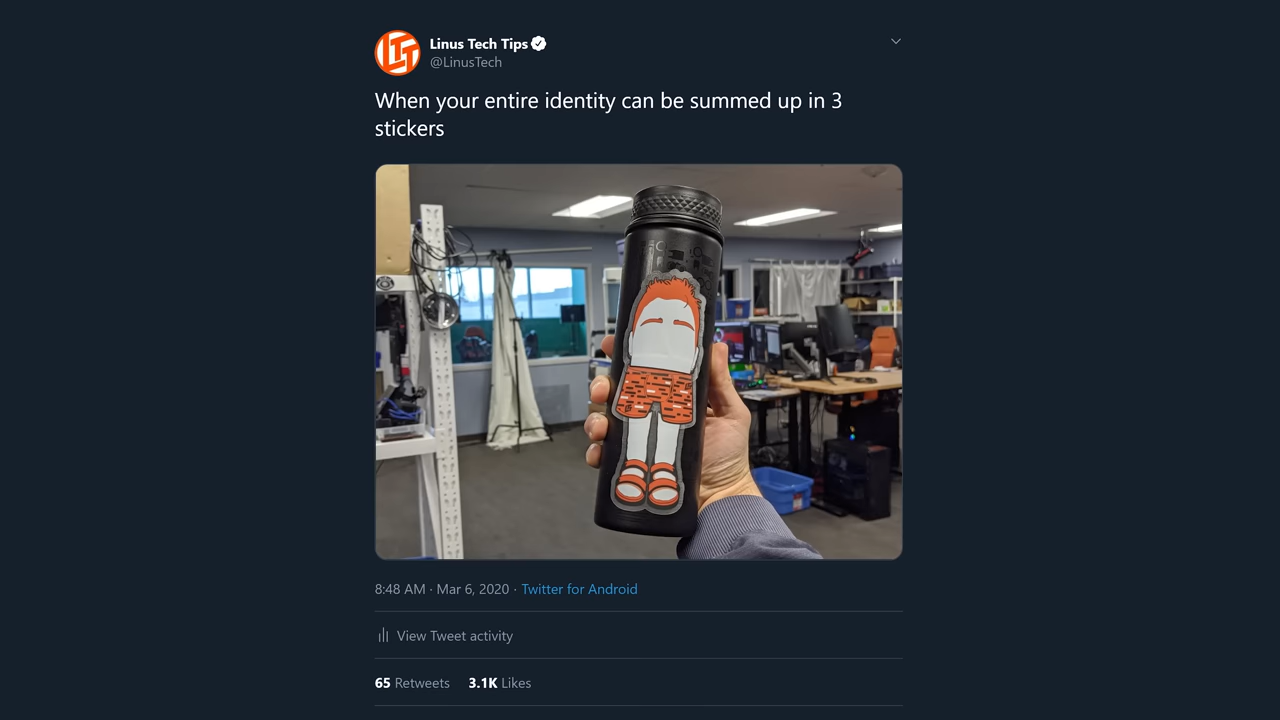 LTT
Linus Tech Tips
@LinusTech
When your entire identity can be summed up in 3
stickers
8:48 AM · Mar 6, 2020 · Twitter for Android
View Tweet activity
65 Retweets 3.1K Likes